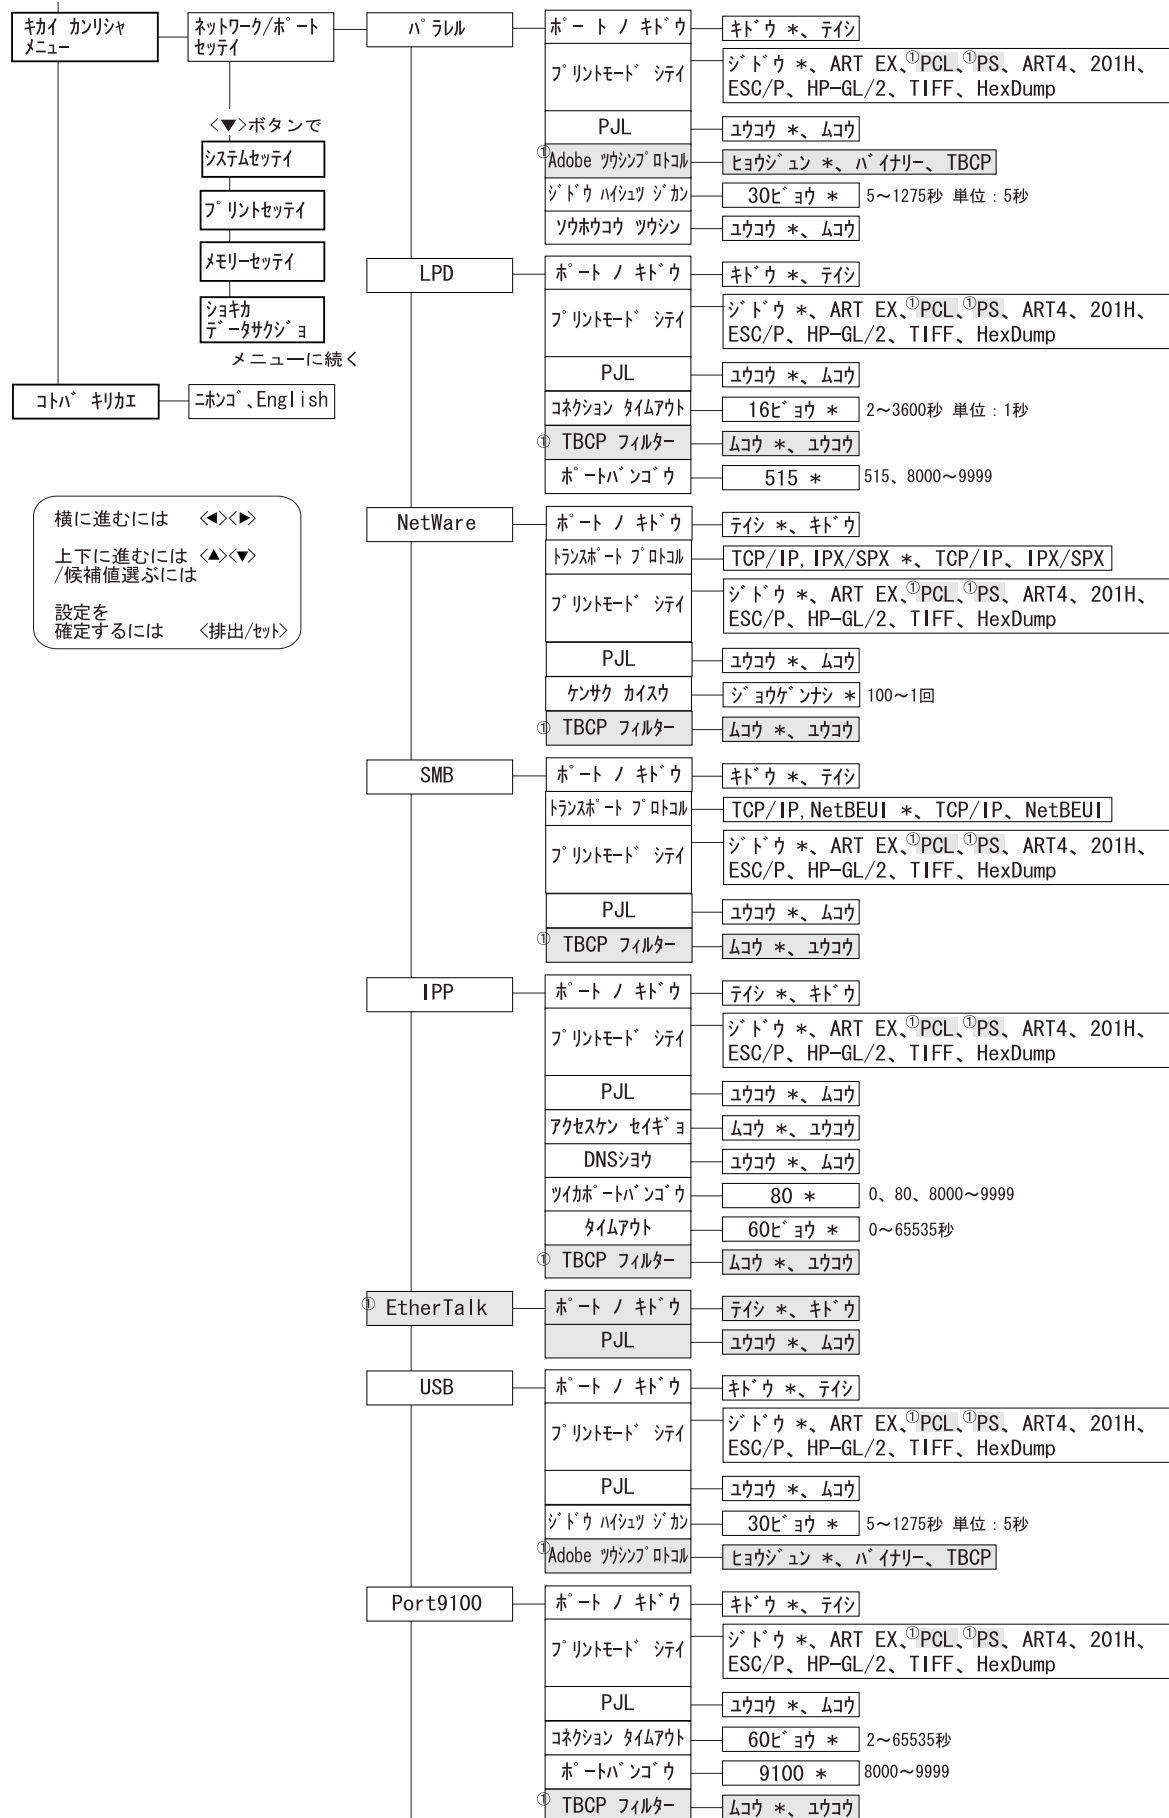 キカイ カンリシャ
メニュー
ネットワーク/ポート
セッテイ
<▼>ボタンで
システムセッテイ
プリントセッテイ
メモリーセッテイ
ショキカ
データサクジョ
メニューに続く
コトバ キリカエ
ニホンゴ、English
横に進むには <◀><▶>
上下に進むには <▲><▼>
/候補値選ぶには
設定を
確定するには <排出/セット>
パラレル
ポート ノ キドウ
キドウ *、テイシ
プリントモード シテイ
ジドウ *、ART EX、①PCL、①PS、ART4、201H、
ESC/P、HP-GL/2、TIFF、HexDump
PJL
ユウコウ *、ムコウ
①Adobe ツウシンプロトコル
ヒョウジュン *、バイナリー、TBCP
ジドウ ハイシュツ ジカン
30ビョウ * 5～1275秒 単位:5秒
ソウホウコウ ツウシン
ユウコウ *、ムコウ
LPD
ポート ノ キドウ
キドウ *、テイシ
プリントモード シテイ
ジドウ *、ART EX、①PCL、①PS、ART4、201H、
ESC/P、HP-GL/2、TIFF、HexDump
PJL
ユウコウ *、ムコウ
コネクション タイムアウト
16ビョウ * 2～3600秒 単位:1秒
① TBCP フィルター
ムコウ *、ユウコウ
ポートバンゴウ
515 * 515、8000～9999
NetWare
ポート ノ キドウ
テイシ *、キドウ
トランスポート プロトコル
TCP/IP,IPX/SPX *、TCP/IP、IPX/SPX
プリントモード シテイ
ジドウ *、ART EX、①PCL、①PS、ART4、201H、
ESC/P、HP-GL/2、TIFF、HexDump
PJL
ユウコウ *、ムコウ
ケンサク カイスウ
ジョウゲンナシ * 100～1回
① TBCP フィルター
ムコウ *、ユウコウ
SMB
ポート ノ キドウ
キドウ *、テイシ
トランスポート プロトコル
TCP/IP,NetBEUI *、TCP/IP、NetBEUI
プリントモード シテイ
ジドウ *、ART EX、①PCL、①PS、ART4、201H、
ESC/P、HP-GL/2、TIFF、HexDump
PJL
ユウコウ *、ムコウ
① TBCP フィルター
ムコウ *、ユウコウ
IPP
ポート ノ キドウ
テイシ *、キドウ
プリントモード シテイ
ジドウ *、ART EX、①PCL、①PS、ART4、201H、
ESC/P、HP-GL/2、TIFF、HexDump
PJL
ユウコウ *、ムコウ
アクセスケン セイギョ
ムコウ *、ユウコウ
DNSショウ
ユウコウ *、ムコウ
ツイカポートバンゴウ
80 * 0、80、8000～9999
タイムアウト
60ビョウ * 0～65535秒
① TBCP フィルター
ムコウ *、ユウコウ
① EtherTalk
ポート ノ キドウ
テイシ *、キドウ
PJL
ユウコウ *、ムコウ
USB
ポート ノ キドウ
キドウ *、テイシ
プリントモード シテイ
ジドウ *、ART EX、①PCL、①PS、ART4、201H、
ESC/P、HP-GL/2、TIFF、HexDump
PJL
ユウコウ *、ムコウ
ジドウ ハイシュツ ジカン
30ビョウ * 5～1275秒 単位:5秒
①Adobe ツウシンプロトコル
ヒョウジュン *、バイナリー、TBCP
Port9100
ポート ノ キドウ
キドウ *、テイシ
プリントモード シテイ
ジドウ *、ART EX、①PCL、①PS、ART4、201H、
ESC/P、HP-GL/2、TIFF、HexDump
PJL
ユウコウ *、ムコウ
コネクション タイムアウト
60ビョウ * 2～65535秒
ポートバンゴウ
9100 * 8000～9999
① TBCP フィルター
ムコウ *、ユウコウ